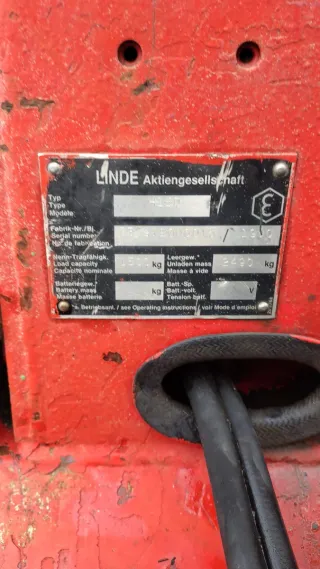 LINDE Aktiengesellschaft
Typ
Type
Modèle
ε
Fabrik-Nr./Bj.
Serial number
No. de fabrication
/
Nenn-Tragfähigk.
Load capacity
Capacité nominale
kg
Leergew.*
Unladen mass
Masse à vide
kg
Batteriegew.*
Battery mass
Masse batterie
kg
Batt.-Sp.
Batt.-volt.
Tension batt.
V
*s. Betriebsanl. / see Operating instructions / voir Mode d'emploi